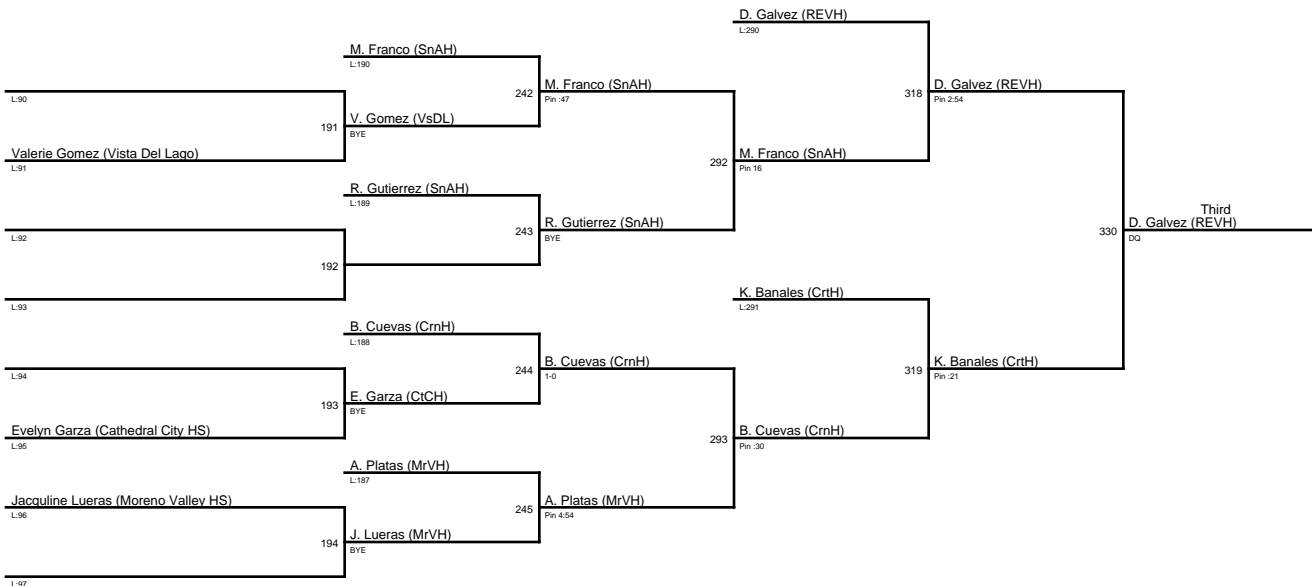 D. Galvez (REVH)
L:290
M. Franco (SnAH)
L:190
242
M. Franco (SnAH)
Pin :47
318
D. Galvez (REVH)
Pin 2:54
L:90
191
V. Gomez (VsDL)
BYE
Valerie Gomez (Vista Del Lago)
L:91
292
M. Franco (SnAH)
Pin 16
R. Gutierrez (SnAH)
L:189
243
R. Gutierrez (SnAH)
BYE
L:92
192
L:93
330
Third
D. Galvez (REVH)
DQ
K. Banales (CrtH)
L:291
B. Cuevas (CrnH)
L:188
244
B. Cuevas (CrnH)
1-0
319
K. Banales (CrtH)
Pin :21
L:94
193
E. Garza (CtCH)
BYE
Evelyn Garza (Cathedral City HS)
L:95
293
B. Cuevas (CrnH)
Pin :30
A. Platas (MrVH)
L:187
245
A. Platas (MrVH)
Pin 4:54
Jacquline Lueras (Moreno Valley HS)
L:96
194
J. Lueras (MrVH)
BYE
L:97